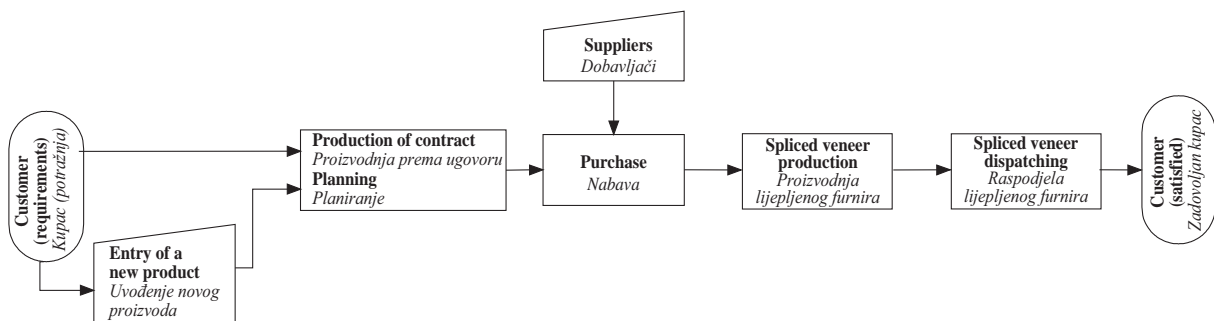 Customer
(requirements)
Kupac (potražnja)
Entry of a
new product
Uvođenje novog
proizvoda
Production of contract
Proizvodnja prema ugovoru
Planning
Planiranje
Suppliers
Dobavljači
Purchase
Nabava
Spliced veneer
production
Proizvodnja
lijepljenog furnira
Spliced veneer
dispatching
Raspodjela
lijepljenog furnira
Customer
(satisfied)
Zadovoljan kupac